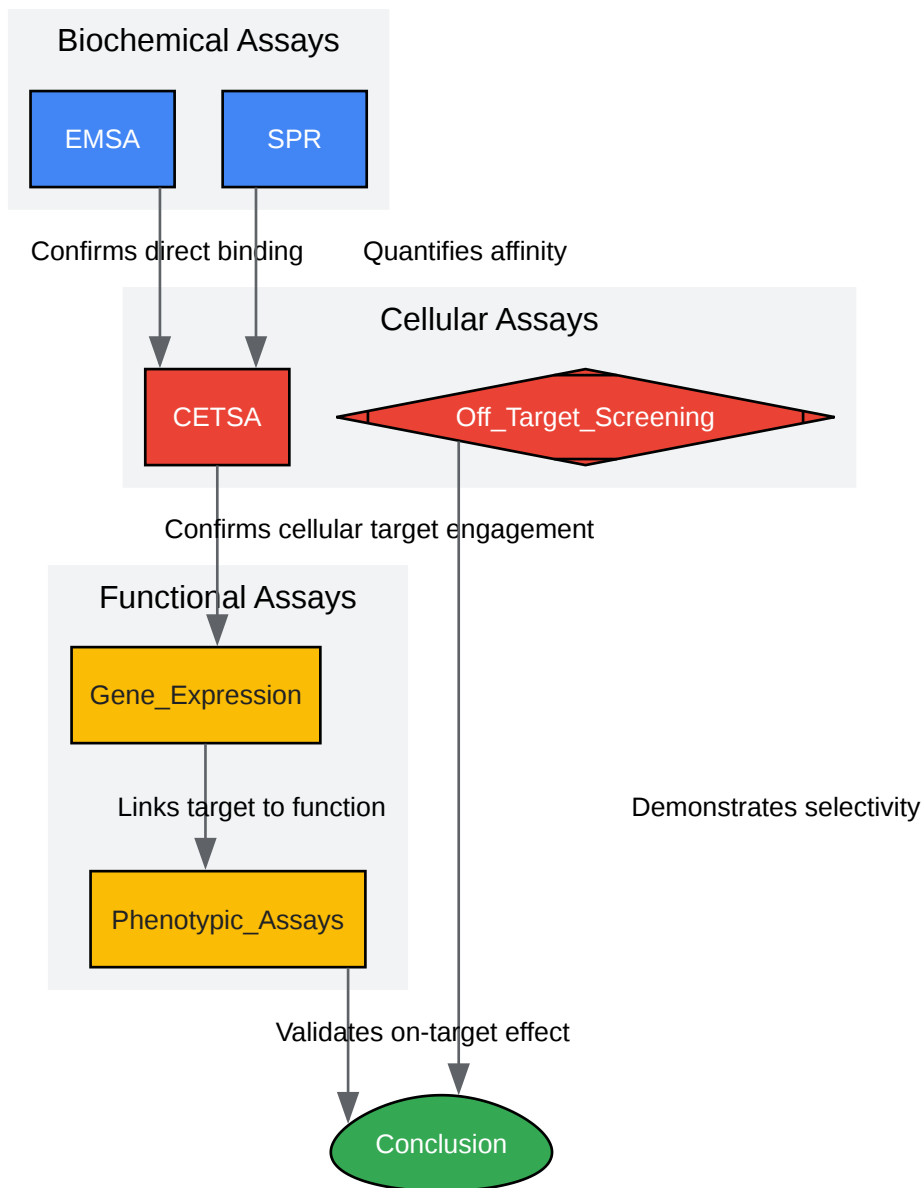 Biochemical Assays
EMSA
SPR
Confirms direct binding
Quantifies affinity
Cellular Assays
CETSA
Off_Target_Screening
Confirms cellular target engagement
Functional Assays
Gene_Expression
Links target to function
Demonstrates selectivity
Phenotypic_Assays
Validates on-target effect
Conclusion